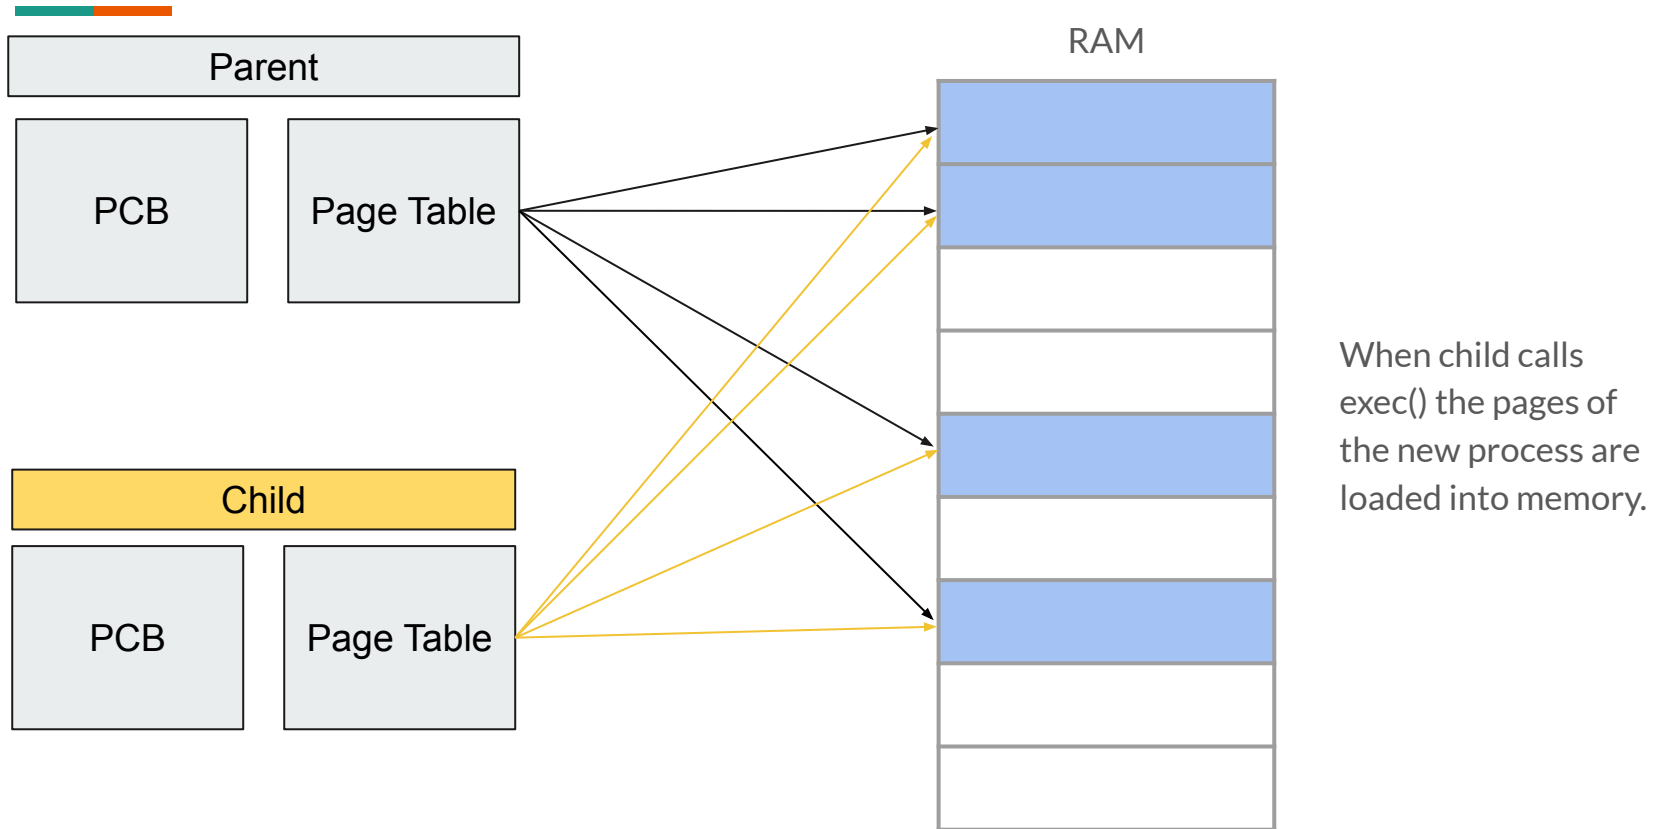 Parent
PCB
Page Table
RAM
Child
PCB
Page Table
When child calls
exec() the pages of
the new process are
loaded into memory.